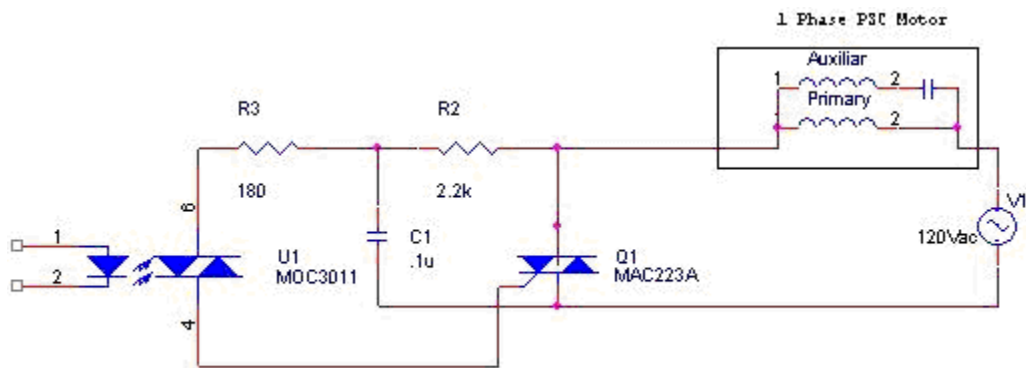 1 Phase PSC Motor
Auxiliar
1 2
Primary
2
R3
R2
180
2.2k
6
V1
120Vac
1
2
C1
.1u
U1
MOC3011
Q1
MAC223A
4